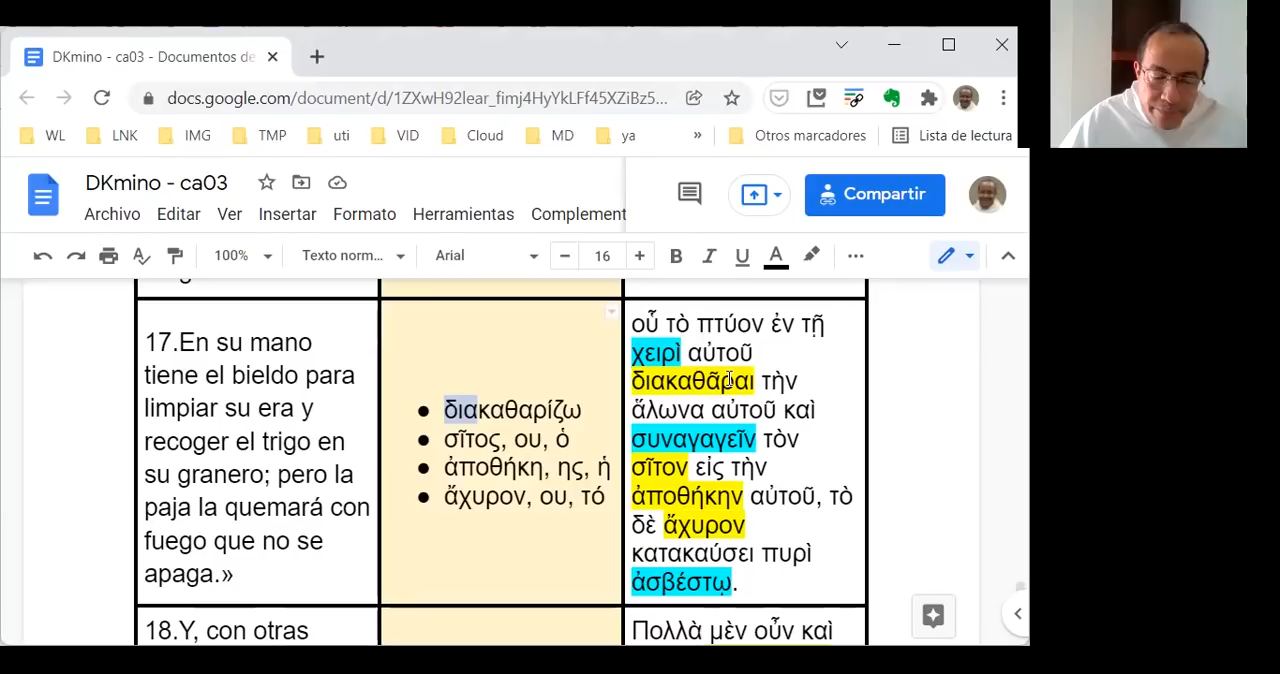 DKmino - ca03 - Documentos de
docs.google.com/document/d/1ZXwH92lear_fimj4HyYkLFf45XZiBz5...
WL LNK IMG TMP uti VID Cloud MD ya » Otros marcadores Lista de lectura
DKmino - ca03
Compartir
Archivo Editar Ver Insertar Formato Herramientas Complement
100% Texto norm... Arial 16 B I U A
17.En su mano
tiene el bieldo para
limpiar su era y
recoger el trigo en
su granero; pero la
paja la quemará con
fuego que no se
apaga.»
● διακαθαρίζω
● σῖτος, ου, ὁ
● ἀποθήκη, ης, ἡ
● ἄχυρον, ου, τό
οὗ τὸ πτύον ἐν τῇ
χειρὶ αὐτοῦ
διακαθᾶραι τὴν
ἅλωνα αὐτοῦ καὶ
συναγαγεῖν τὸν
σῖτον εἰς τὴν
ἀποθήκην αὐτοῦ, τὸ
δὲ ἄχυρον
κατακαύσει πυρὶ
ἀσβέστῳ.
18.Y, con otras
Πολλὰ μὲν οὖν καὶ